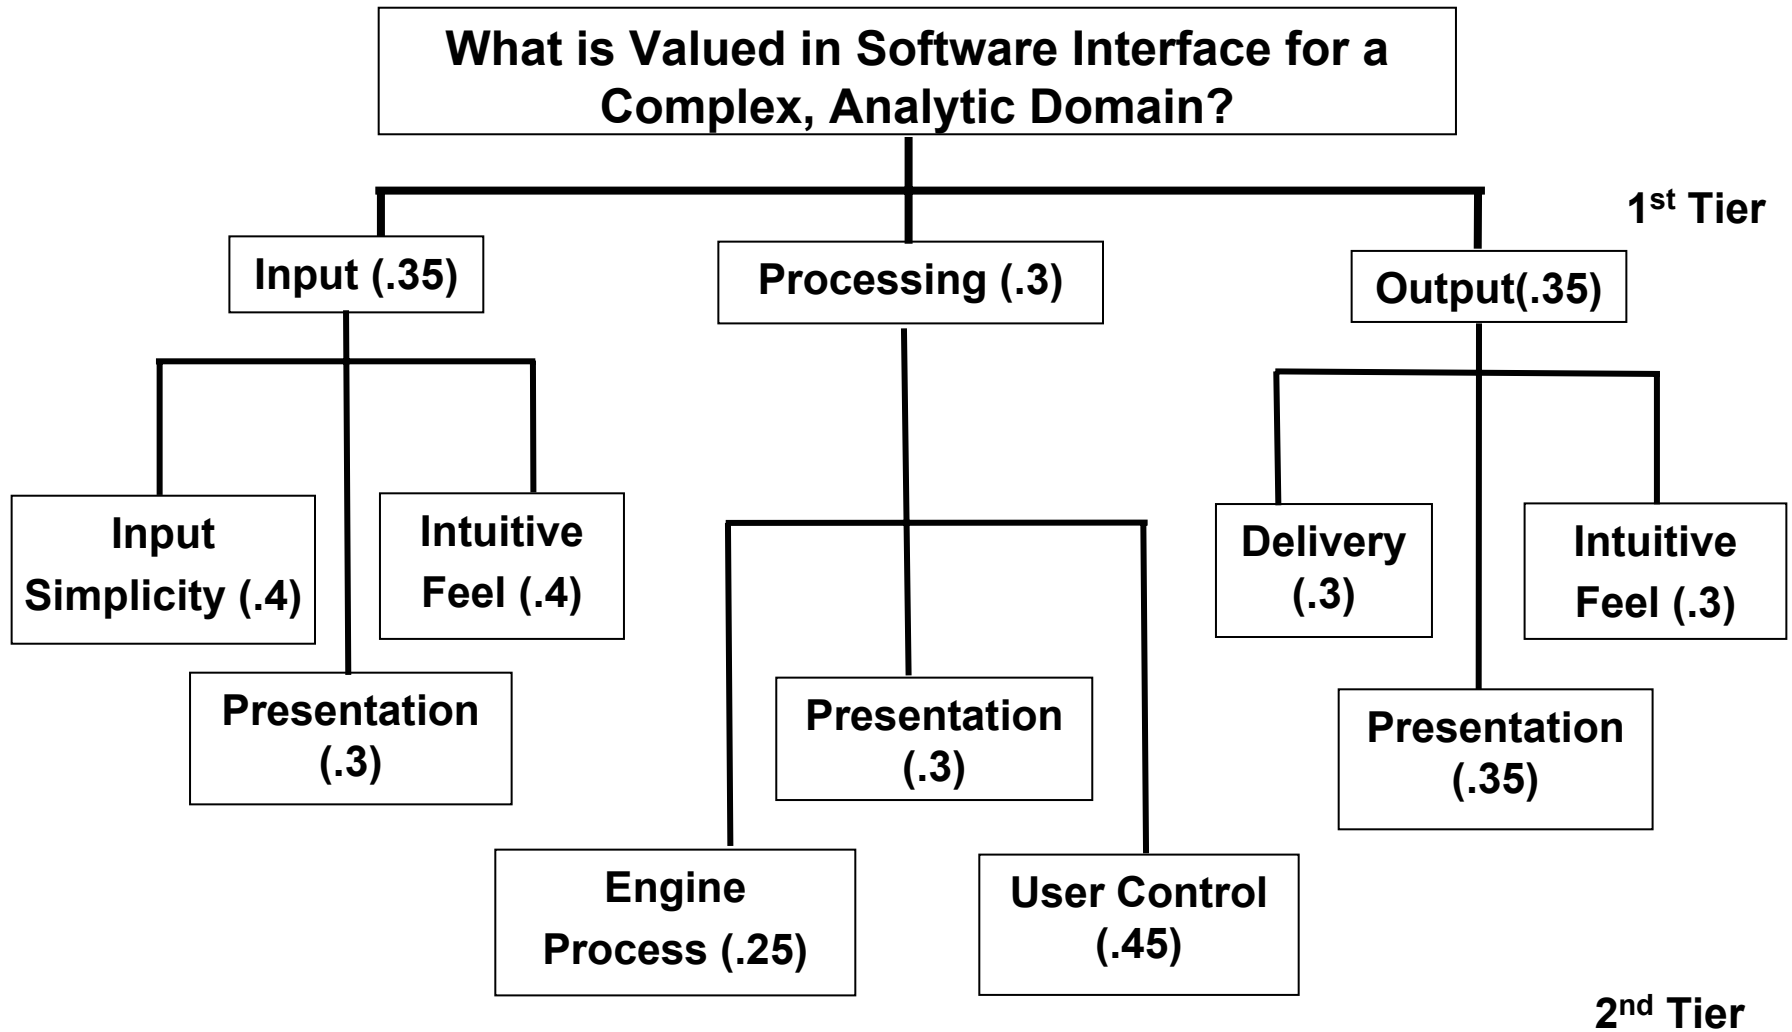 What is Valued in Software Interface for a
Complex, Analytic Domain?
1st Tier
Input (.35)
Processing (.3)
Output(.35)
Input
Simplicity (.4)
Intuitive
Feel (.4)
Delivery
(.3)
Intuitive
Feel (.3)
Presentation
(.3)
Presentation
(.3)
Presentation
(.35)
Engine
Process (.25)
User Control
(.45)
2nd Tier